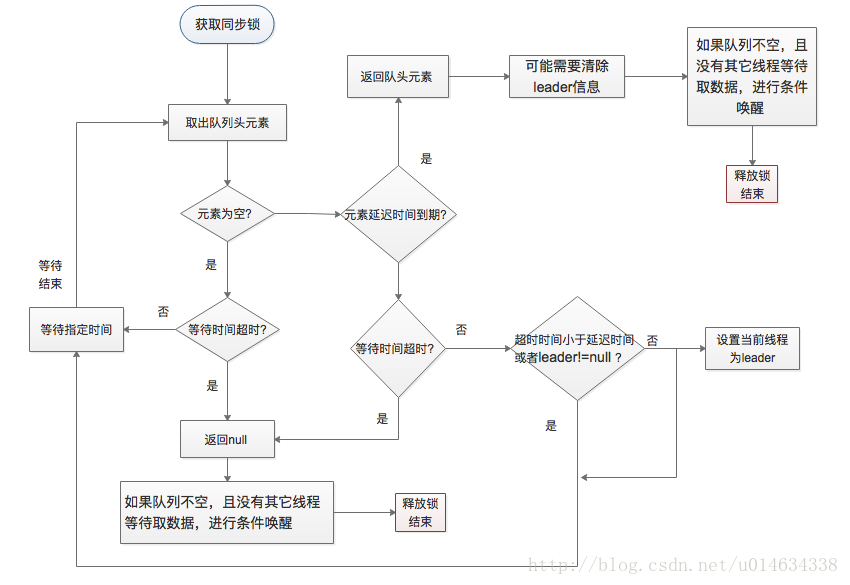 获取同步锁
取出队列头元素
元素为空?
是
等待时间超时?
否
等待指定时间
等待
结束
是
返回null
如果队列不空，且没有其它线程
等待取数据，进行条件唤醒
释放锁
结束
元素延迟时间到期?
是
返回队头元素
可能需要清除
leader信息
如果队列不空，且
没有其它线程等待
取数据，进行条件
唤醒
释放锁
结束
等待时间超时?
是
否
超时时间小于延迟时间
或者leader!=null ?
否
是
设置当前线程
为leader
http://blog.csdn.net/u014634338